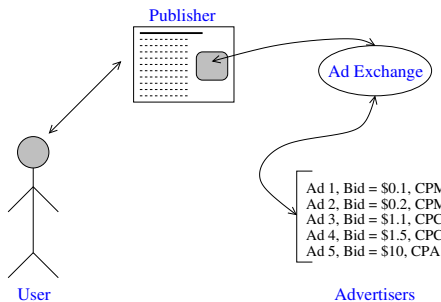 Publisher
Ad Exchange
Ad 1, Bid = $0.1, CPM
Ad 2, Bid = $0.2, CPM
Ad 3, Bid = $1.1, CPC
Ad 4, Bid = $1.5, CPC
Ad 5, Bid = $10, CPA
User
Advertisers